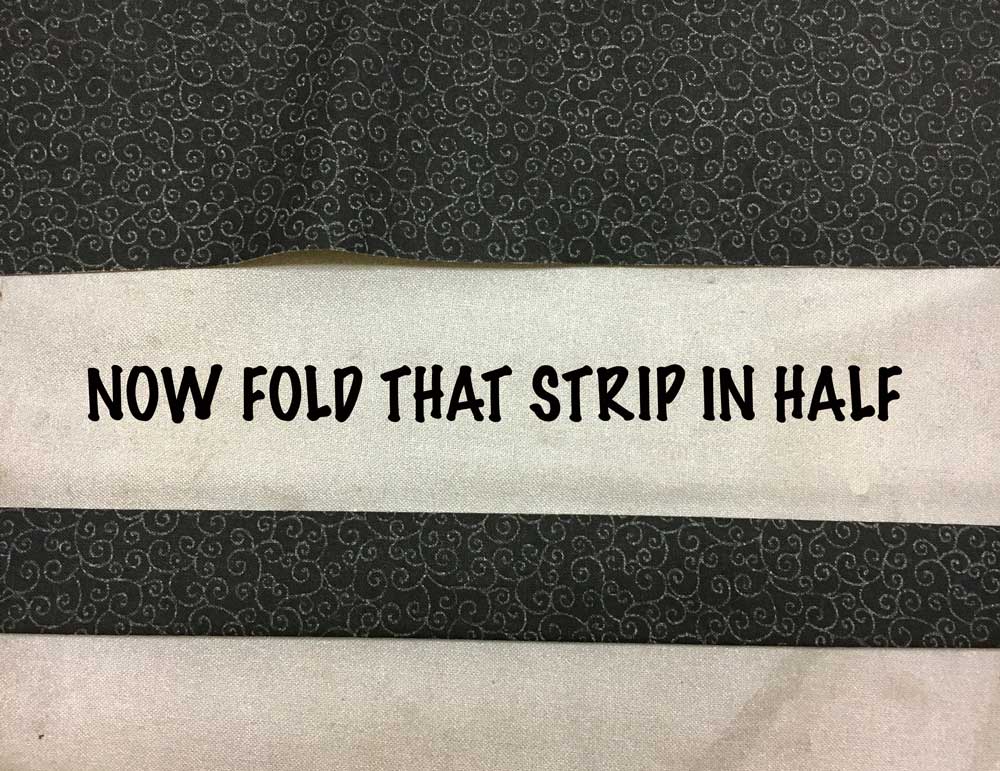 NOW FOLD THAT STRIP IN HALF